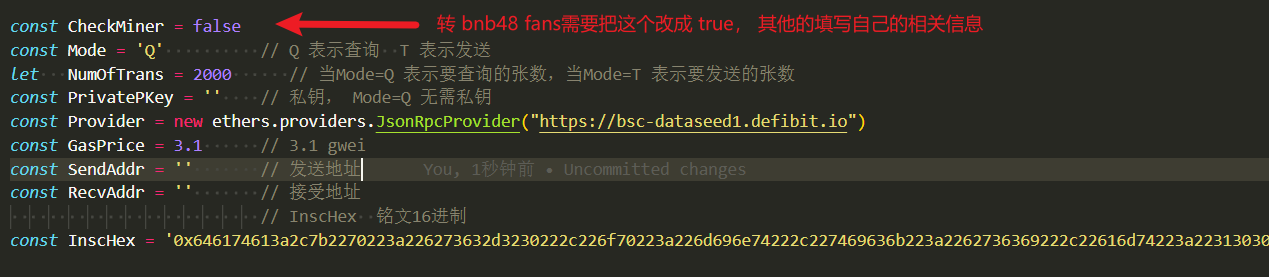 const CheckMiner = false 转 bnb48 fans需要把这个改成 true， 其他的填写自己的相关信息
const Mode = 'Q' // Q 表示查询 T 表示发送
let NumOfTrans = 2000 // 当Mode=Q 表示要查询的张数，当Mode=T 表示要发送的张数
const PrivatePKey = '' // 私钥， Mode=Q 无需私钥
const Provider = new ethers.providers.JsonRpcProvider("https://bsc-dataseed1.defibit.io")
const GasPrice = 3.1 // 3.1 gwei
const SendAddr = '' // 发送地址 You, 1秒钟前 • Uncommitted changes
const RecvAddr = '' // 接受地址
// InscHex 铭文16进制
const InscHex = '0x646174613a2c7b2270223a226273632d3230222c226f70223a226d696e74222c227469636b223a2262736369222c22616d74223a22313030